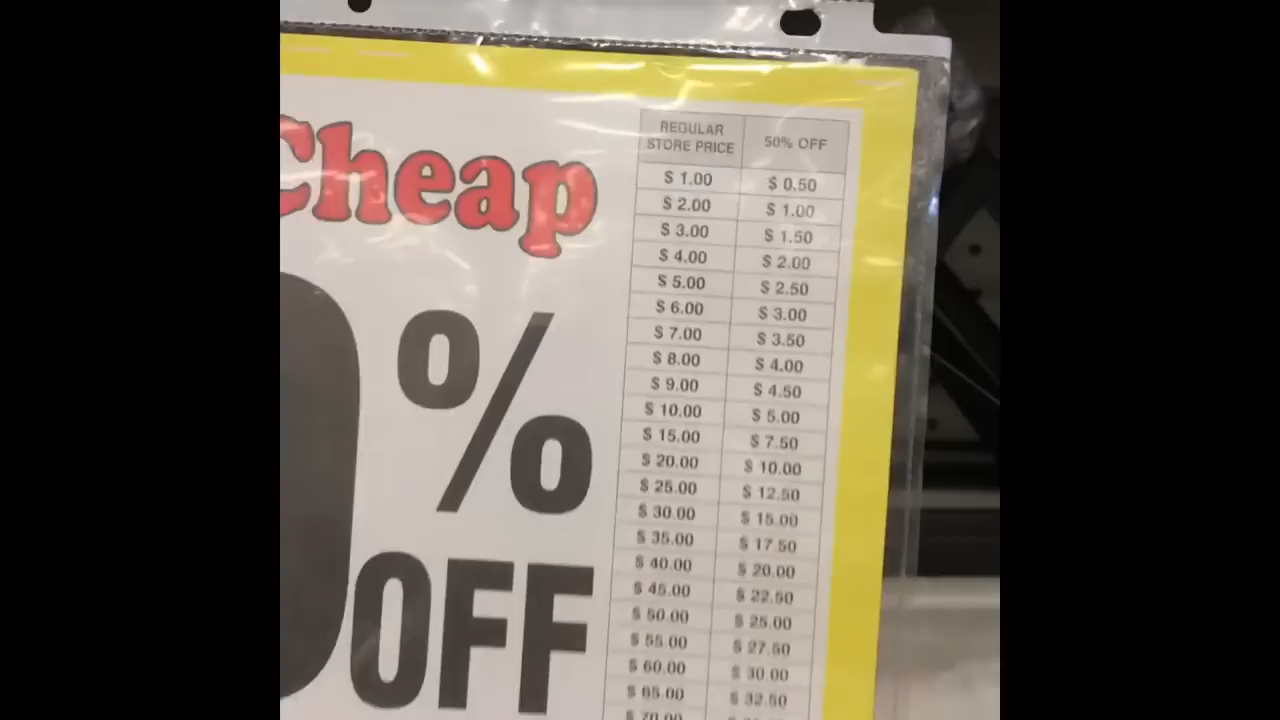 Cheap
0%
OFF
REGULAR STORE PRICE 50% OFF
$ 1.00 $ 0.50
$ 2.00 $ 1.00
$ 3.00 $ 1.50
$ 4.00 $ 2.00
$ 5.00 $ 2.50
$ 6.00 $ 3.00
$ 7.00 $ 3.50
$ 8.00 $ 4.00
$ 9.00 $ 4.50
$ 10.00 $ 5.00
$ 15.00 $ 7.50
$ 20.00 $ 10.00
$ 25.00 $ 12.50
$ 30.00 $ 15.00
$ 35.00 $ 17.50
$ 40.00 $ 20.00
$ 45.00 $ 22.50
$ 50.00 $ 25.00
$ 55.00 $ 27.50
$ 60.00 $ 30.00
$ 65.00 $ 32.50
$ 70.00